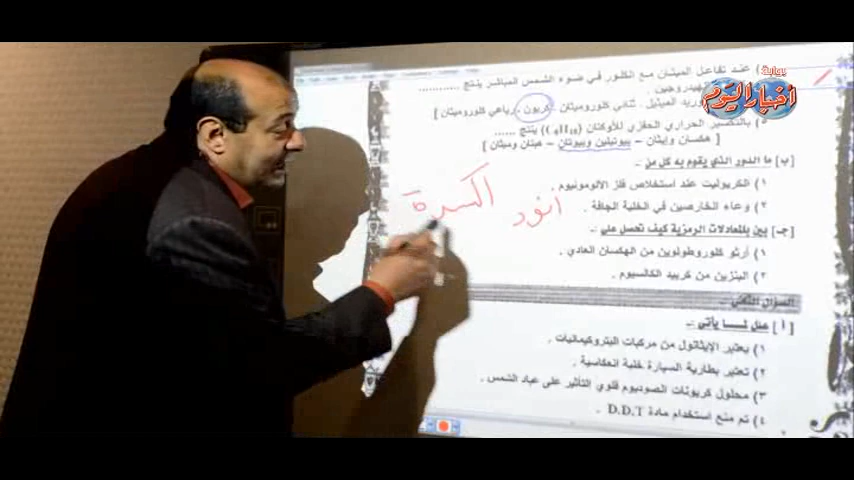 بوابة
أخبار اليوم
عند تفاعل الميثان مع الكلور في ضوء الشمس المباشر ينتج ..........
ثنائي كلوروميثان - كربون - رباعي كلوروميثان ]
٥) بالتكسير الحراري الحفزي للأوكتان (C8H18) ينتج ......
[ هكسان وإيثان – بيوتيلين وبيوتان – هبتان وميثان ]
[ب] ما الدور الذي يقوم به كل من :
١) الكريوليت عند استخلاص فلز الألومونيوم .
٢) وعاء الخارصين في الخلية الجافة .
انود
[جـ] بين بالمعادلات الرمزية كيف تحصل على :
١) أرثو كلوروطولوين من الهكسان العادي .
٢) البنزين من كربيد الكالسيوم .
السؤال الثاني :
[ أ ] علل لما يأتي :
١) يعتبر الإيثانول من مركبات البتروكيماويات .
٢) تعتبر بطارية السيارة خلية انعكاسية .
٣) محلول كربونات الصوديوم قلوي التأثير على عباد الشمس .
٤) تم منع استخدام مادة D.D.T .